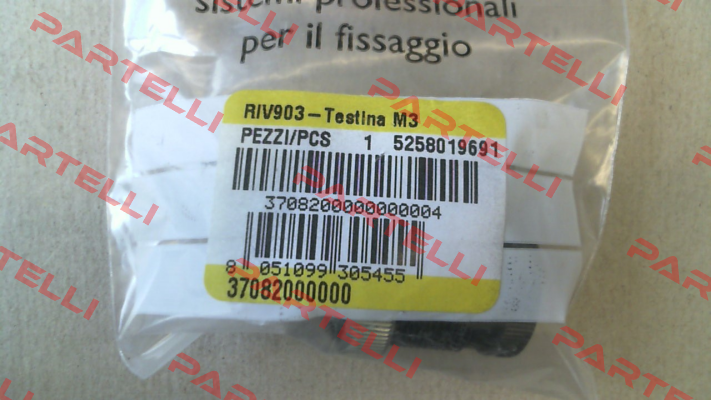 sistemi professionali
per il fissaggio
RIV903-Testina M3
PEZZI/PCS 1 5258019691
3708200000000004
8 051099 305455
37082000000
PARTELLI
PARTELLI
PARTELLI
PARTELLI
PARTELLI
PARTELLI
PARTELLI
PARTELLI